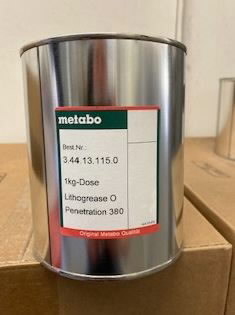 metabo
Best.Nr.:
3.44.13.115.0
1kg-Dose
Lithogrease O
Penetration 380
Original Metabo Qualität